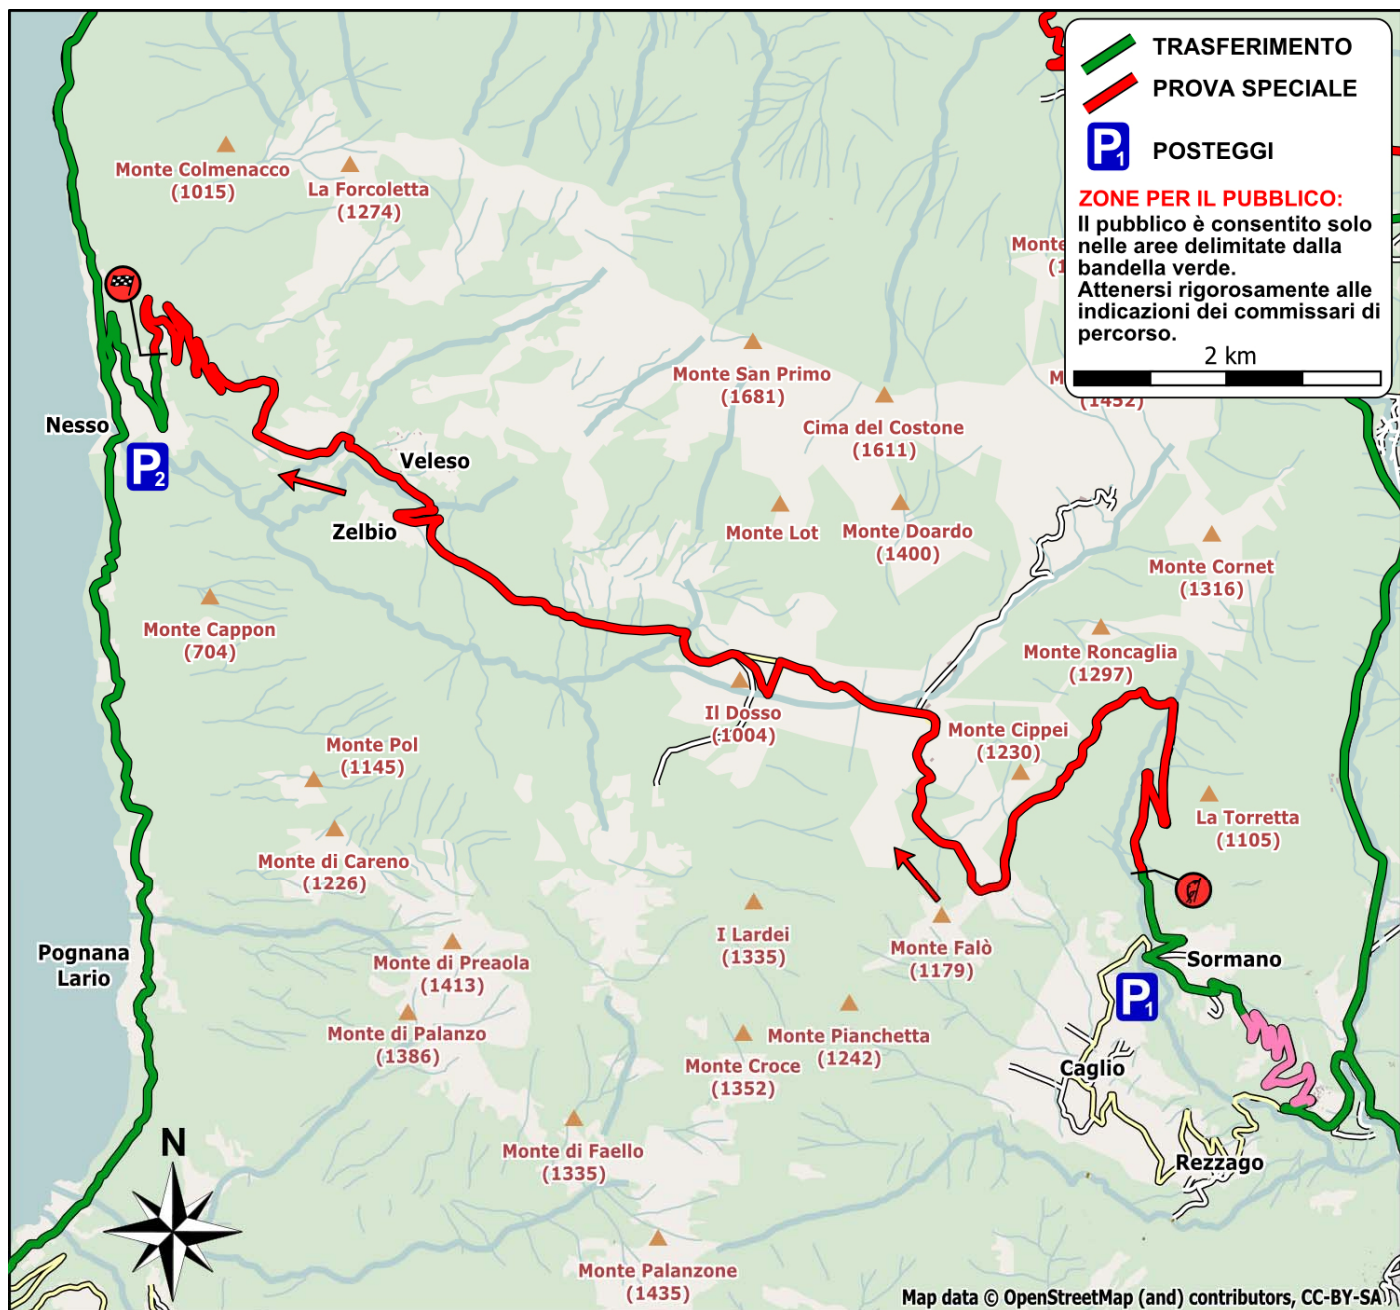 TRASFERIMENTO
PROVA SPECIALE
P1
POSTEGGI
ZONE PER IL PUBBLICO:
Il pubblico è consentito solo
nelle aree delimitate dalla
bandella verde.
Attenersi rigorosamente alle
indicazioni dei commissari di
percorso.
2 km
Monte Colmenacco
(1015)
La Forcoletta
(1274)
Monte
(1
M
(1452)
Monte San Primo
(1681)
Cima del Costone
(1611)
Nesso
P2
Veleso
Zelbio
Monte Lot
Monte Doardo
(1400)
Monte Cornet
(1316)
Monte Cappon
(704)
Monte Roncaglia
(1297)
Il Dosso
(1004)
Monte Cippei
(1230)
Monte Pol
(1145)
La Torretta
(1105)
Monte di Careno
(1226)
I Lardei
(1335)
Monte Falò
(1179)
Pognana
Lario
Monte di Preaola
(1413)
Sormano
P1
Monte di Palanzo
(1386)
Monte Pianchetta
(1242)
Monte Croce
(1352)
Caglio
N
Monte di Faello
(1335)
Rezzago
Monte Palanzone
(1435)
Map data © OpenStreetMap (and) contributors, CC-BY-SA